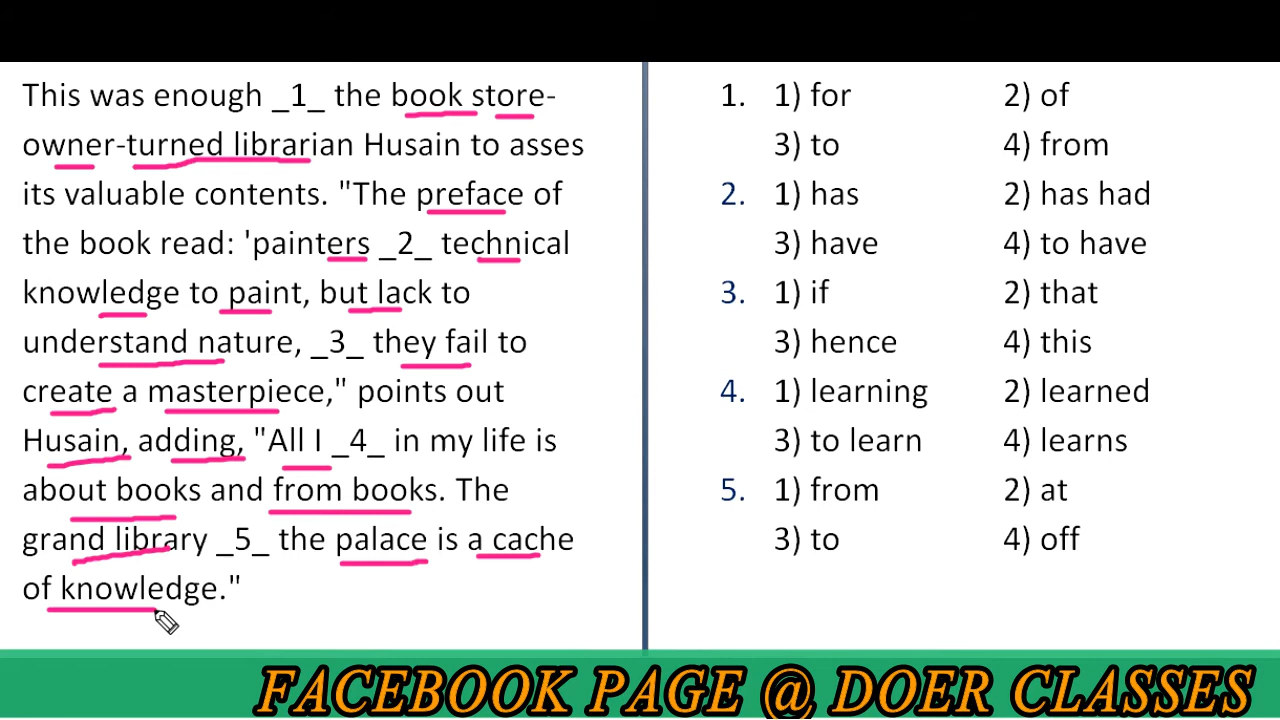 This was enough _1_ the book store-
owner-turned librarian Husain to asses
its valuable contents. "The preface of
the book read: 'painters _2_ technical
knowledge to paint, but lack to
understand nature, _3_ they fail to
create a masterpiece," points out
Husain, adding, "All I _4_ in my life is
about books and from books. The
grand library _5_ the palace is a cache
of knowledge."
1. 1) for 2) of
3) to 4) from
2. 1) has 2) has had
3) have 4) to have
3. 1) if 2) that
3) hence 4) this
4. 1) learning 2) learned
3) to learn 4) learns
5. 1) from 2) at
3) to 4) off
FACEBOOK PAGE @ DOER CLASSES